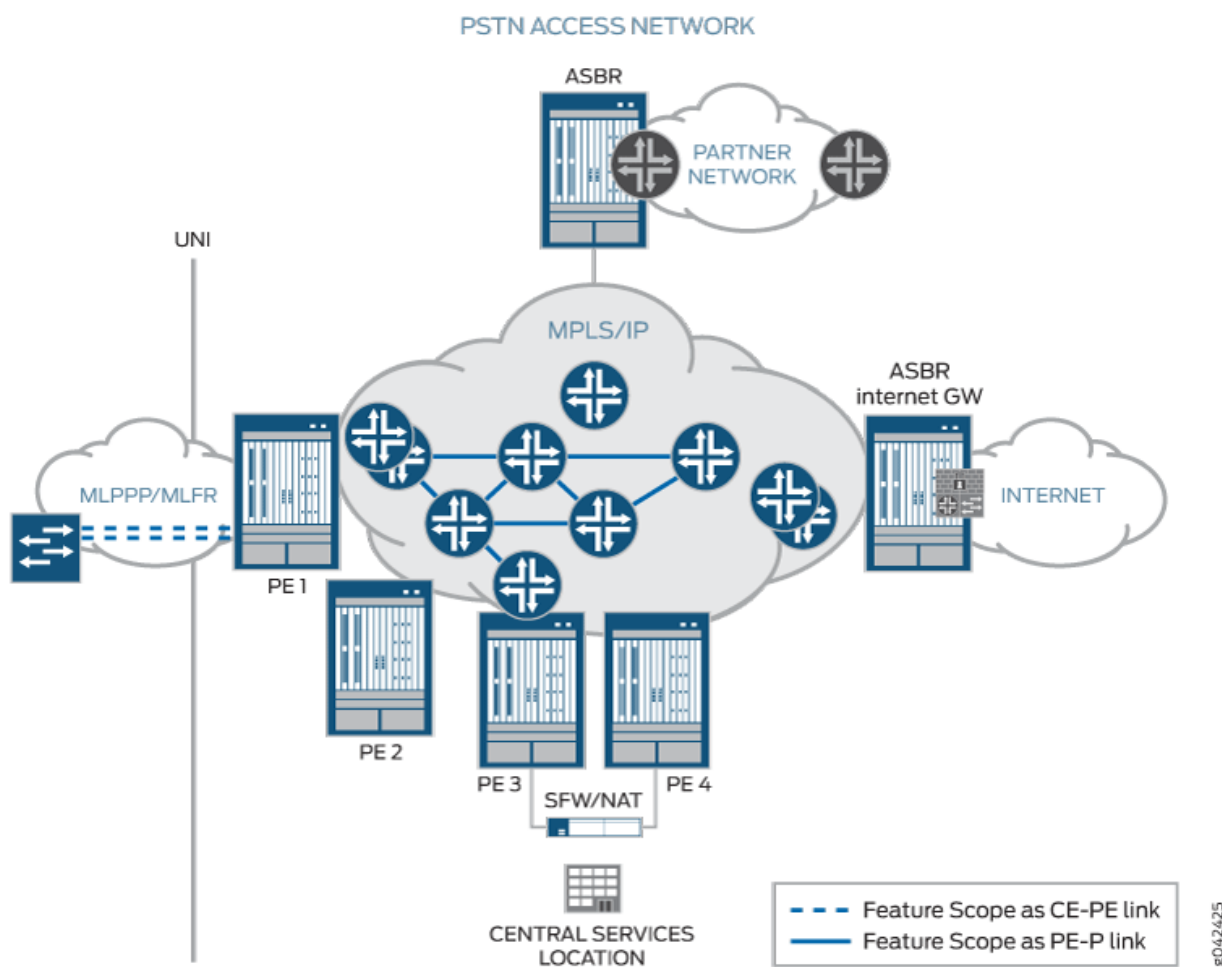 PSTN ACCESS NETWORK
ASBR
PARTNER
NETWORK
UNI
MPLS/IP
ASBR
internet GW
MLPPP/MLFR
INTERNET
PE 1
PE 2
PE 3
PE 4
SFW/NAT
CENTRAL SERVICES
LOCATION
Feature Scope as CE-PE link
Feature Scope as PE-P link
g042425